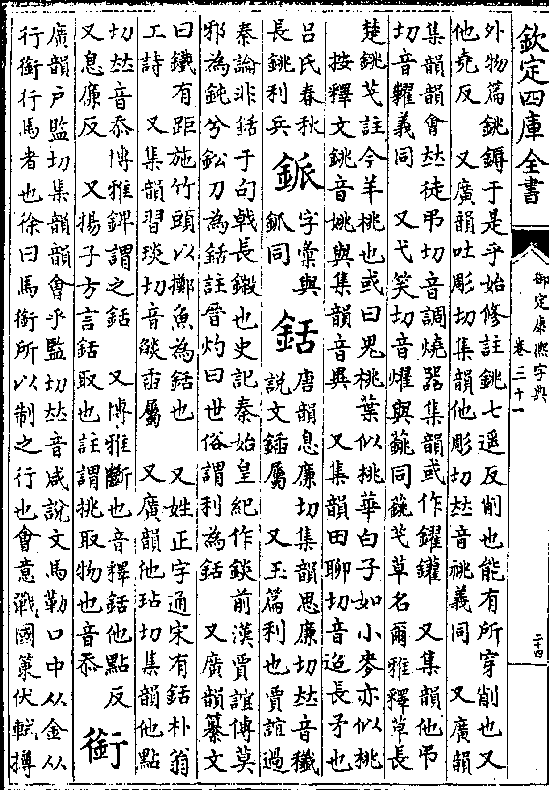 欽定四庫全書
御定康熙字典
卷三十一
二十四
外物篇銚鎒于是乎始修註銚七遥反削也能有所穿削也又
他堯反 又廣韻吐彫切集韻他彫切𠀤音祧義同 又廣韻
集韻韻會𠀤徒弔切音調燒器集韻或作鑃鑵 又集韻他弔
切音糶義同 又弋笑切音燿與䠛同銚芅草名爾雅釋草長
楚銚芅註今羊桃也或曰鬼桃葉似桃華白子如小麥亦似桃
按釋文銚音姚與集韻音異 又集韻田聊切音迢長矛也
呂氏春秋
長銚利兵
鋠
字彙與
同
銛
唐韻息廉切集韻思廉切𠀤音纖
說文鍤屬 又玉篇利也賈誼過
秦論非銛于句戟長鎩也史記秦始皇紀作錟前漢賈誼傳莫
邪為鈍兮鉛刀為銛註晉灼曰世俗謂利為銛 又廣韻纂文
曰鐵有距施竹頭以擲魚為銛也 又姓正字通宋有銛朴翁
工詩 又集韻習琰切音𦦨臿屬 又廣韻他玷切集韻他點
切𠀤音忝博雅錍謂之銛 又博雅斷也音釋銛他點反
又息廉反 又揚子方言銛取也註謂挑取物也音忝
銜
廣韻戶監切集韻韻會乎監切𠀤音咸說文馬勒口中从金从
行銜行馬者也徐曰馬銜所以制之行也會意戰國策伏軾撙